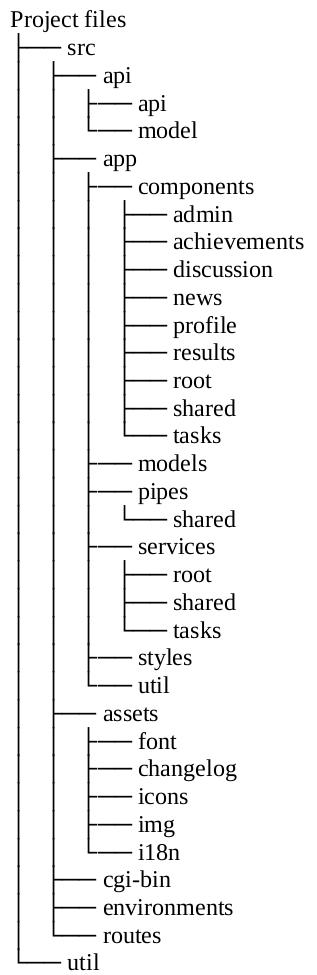 Project files
src
api
api
model
app
components
admin
achievements
discussion
news
profile
results
root
shared
tasks
models
pipes
shared
services
root
shared
tasks
styles
util
assets
font
changelog
icons
img
i18n
cgi-bin
environments
routes
util